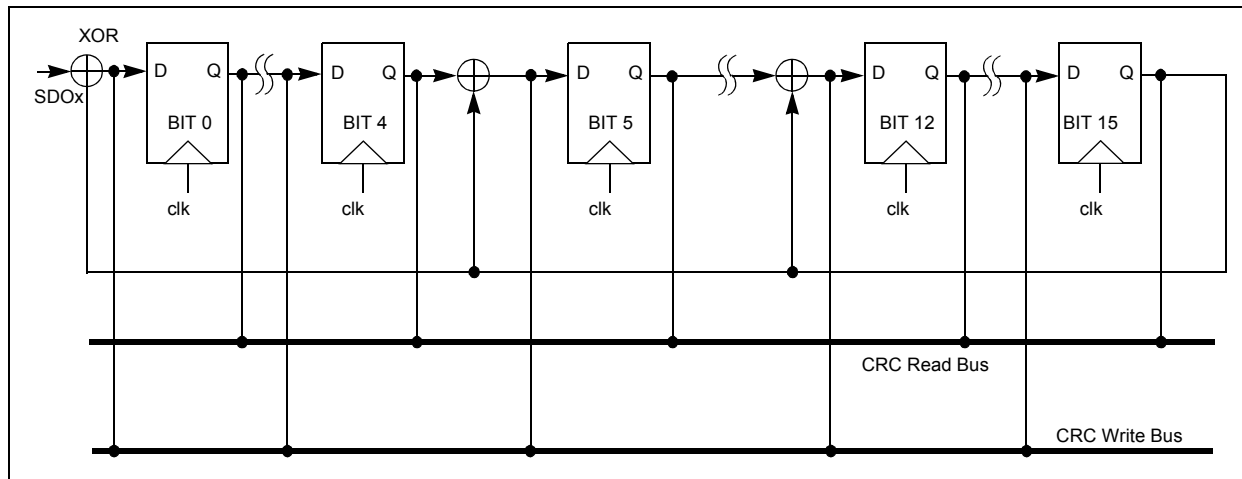 XOR
SDOx
D Q
BIT 0
clk
D Q
BIT 4
clk
D Q
BIT 5
clk
D Q
BIT 12
clk
D Q
BIT 15
clk
CRC Read Bus
CRC Write Bus